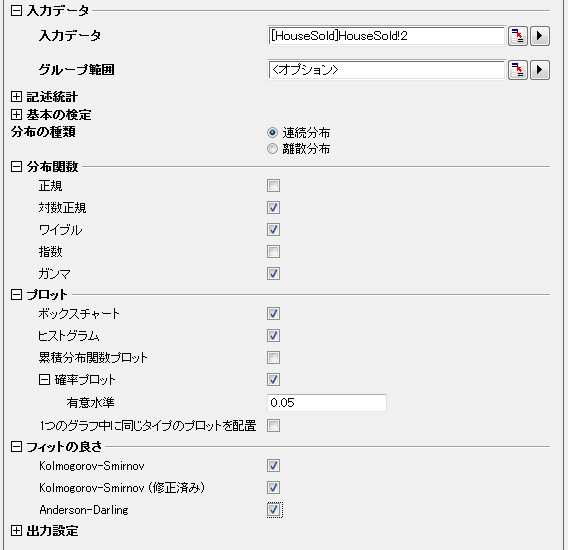 入力データ
入力データ [HouseSold]HouseSold!2
グループ範囲 <オプション>
記述統計
基本の検定
分布の種類 連続分布
離散分布
分布関数
正規
対数正規
ワイブル
指数
ガンマ
プロット
ボックスチャート
ヒストグラム
累積分布関数プロット
確率プロット
有意水準 0.05
1つのグラフ中に同じタイプのプロットを配置
フィットの良さ
Kolmogorov-Smirnov
Kolmogorov-Smirnov (修正済み)
Anderson-Darling
出力設定